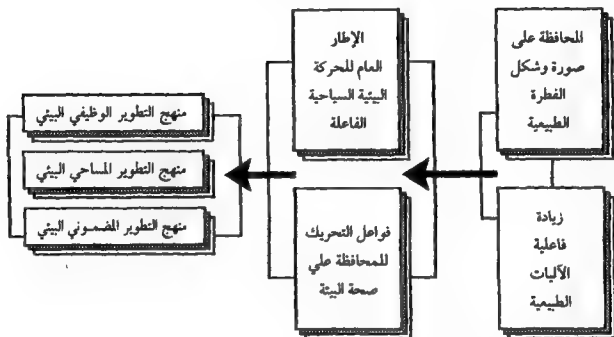 المحافظة على
صورة وشكل
الفطرة
الطبيعية
زيادة
فاعلية
الآليات
الطبيعية
الإطار
العام للحركة
البيئية السياحية
الفاعلة
فواعل التحريك
للمحافظة علي
صحة البيئة
منهج التطوير الوظيفي البيئي
منهج التطوير المساحي البيئي
منهج التطوير المضموني البيئي